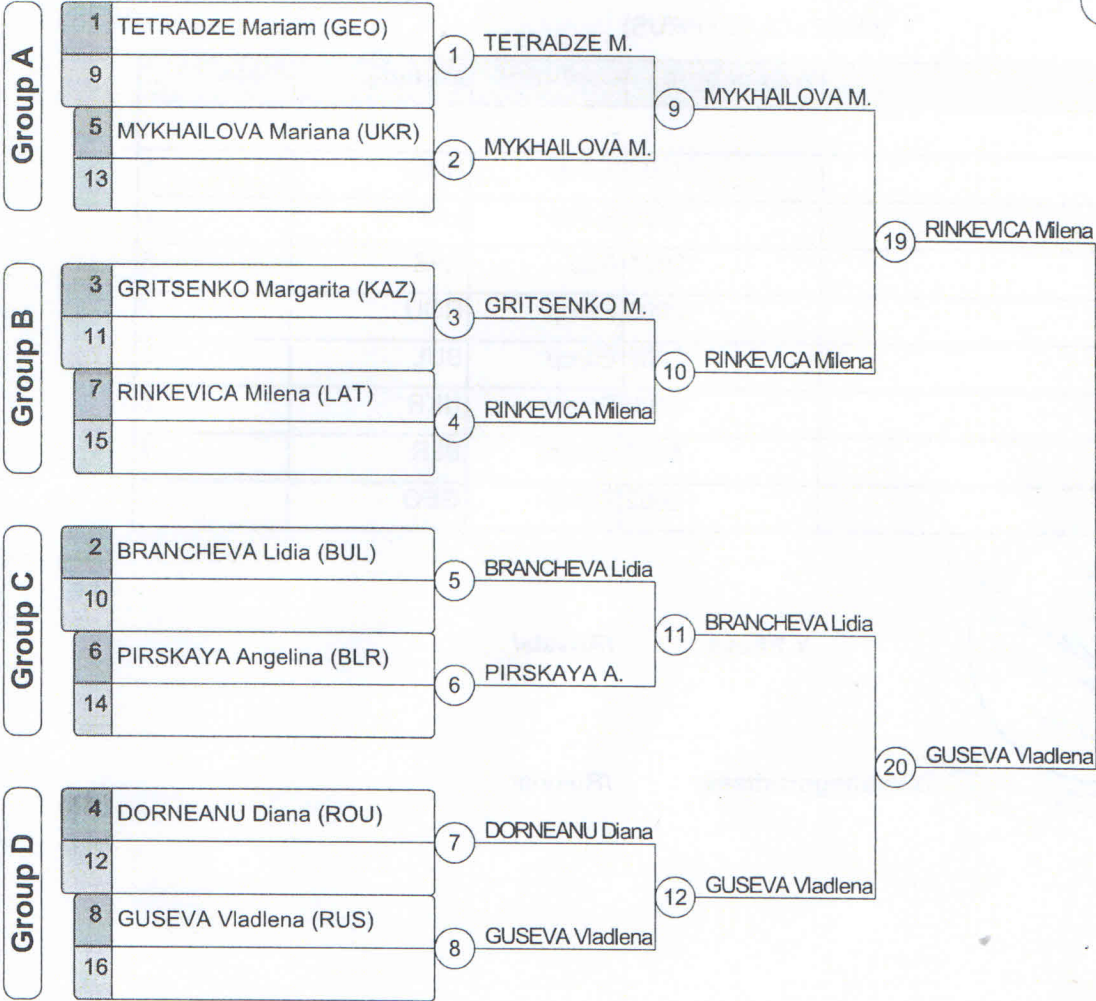 Group A
1 TETRADZE Mariam (GEO)
9
5 MYKHAILOVA Mariana (UKR)
13
1 TETRADZE M.
2 MYKHAILOVA M.
9 MYKHAILOVA M.
Group B
3 GRITSENKO Margarita (KAZ)
11
7 RINKEVICA Milena (LAT)
15
3 GRITSENKO M.
4 RINKEVICA Milena
10 RINKEVICA Milena
19 RINKEVICA Milena
Group C
2 BRANCHEVA Lidia (BUL)
10
6 PIRSKAYA Angelina (BLR)
14
5 BRANCHEVA Lidia
6 PIRSKAYA A.
11 BRANCHEVA Lidia
Group D
4 DORNEANU Diana (ROU)
12
8 GUSEVA Vladlena (RUS)
16
7 DORNEANU Diana
8 GUSEVA Vladlena
12 GUSEVA Vladlena
20 GUSEVA Vladlena